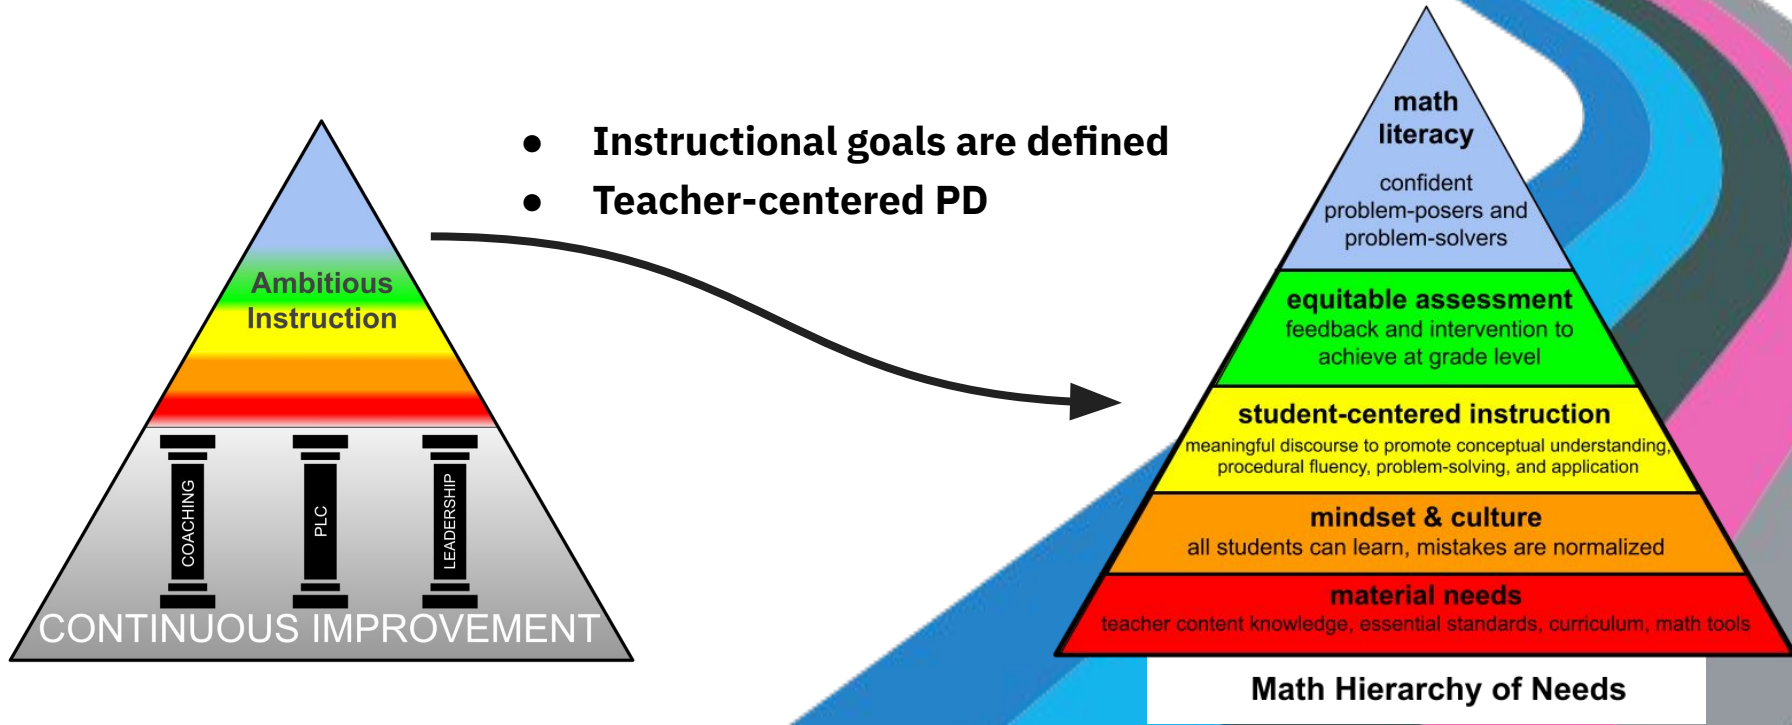 ● Instructional goals are defined
● Teacher-centered PD
Ambitious
Instruction
COACHING
PLC
LEADERSHIP
CONTINUOUS IMPROVEMENT
math
literacy
confident
problem-posers and
problem-solvers
equitable assessment
feedback and intervention to
achieve at grade level
student-centered instruction
meaningful discourse to promote conceptual understanding,
procedural fluency, problem-solving, and application
mindset & culture
all students can learn, mistakes are normalized
material needs
teacher content knowledge, essential standards, curriculum, math tools
Math Hierarchy of Needs